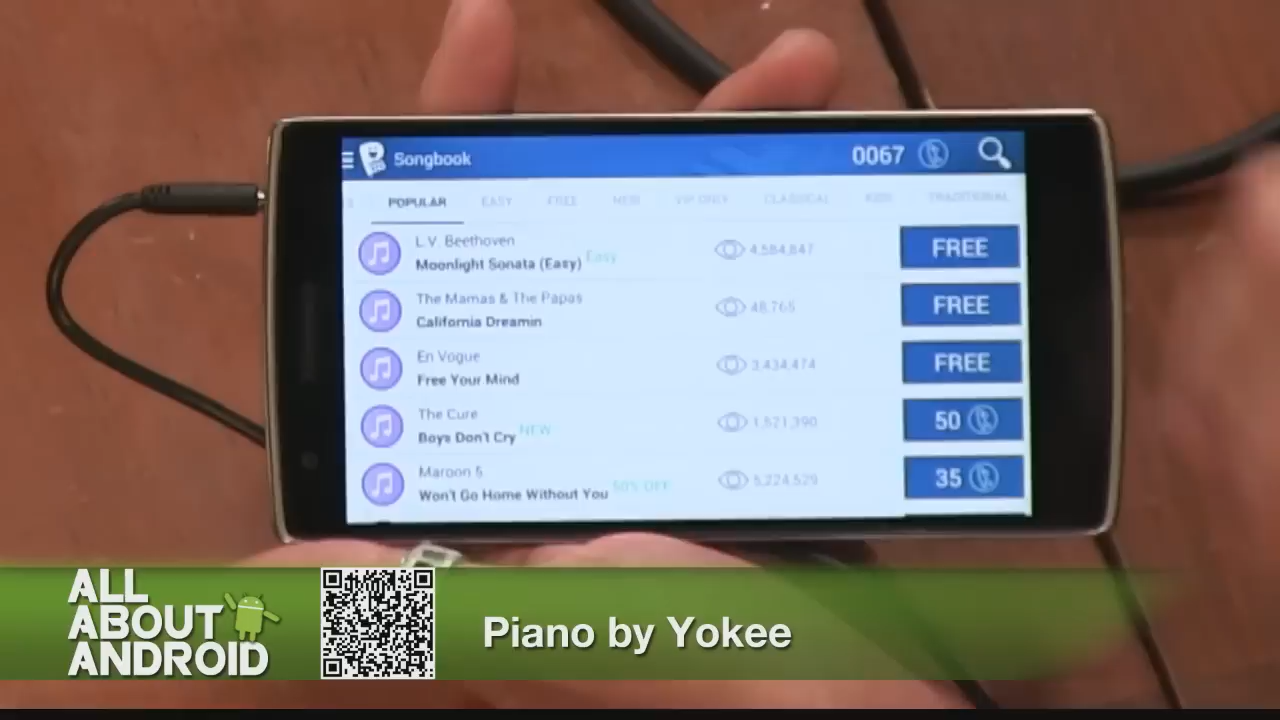 Songbook
0067
POPULAR EASY FREE NEW VIP ONLY CLASSICAL KIDS TRADITIONAL
L.V. Beethoven
Moonlight Sonata (Easy) Easy
4,584,847
FREE
The Mamas & The Papas
California Dreamin
48,765
FREE
En Vogue
Free Your Mind
3,434,474
FREE
The Cure
Boys Don't Cry NEW
1,521,390
50
Maroon 5
Won't Go Home Without You 50% OFF
5,224,529
35
ALL
ABOUT
ANDROID
Piano by Yokee